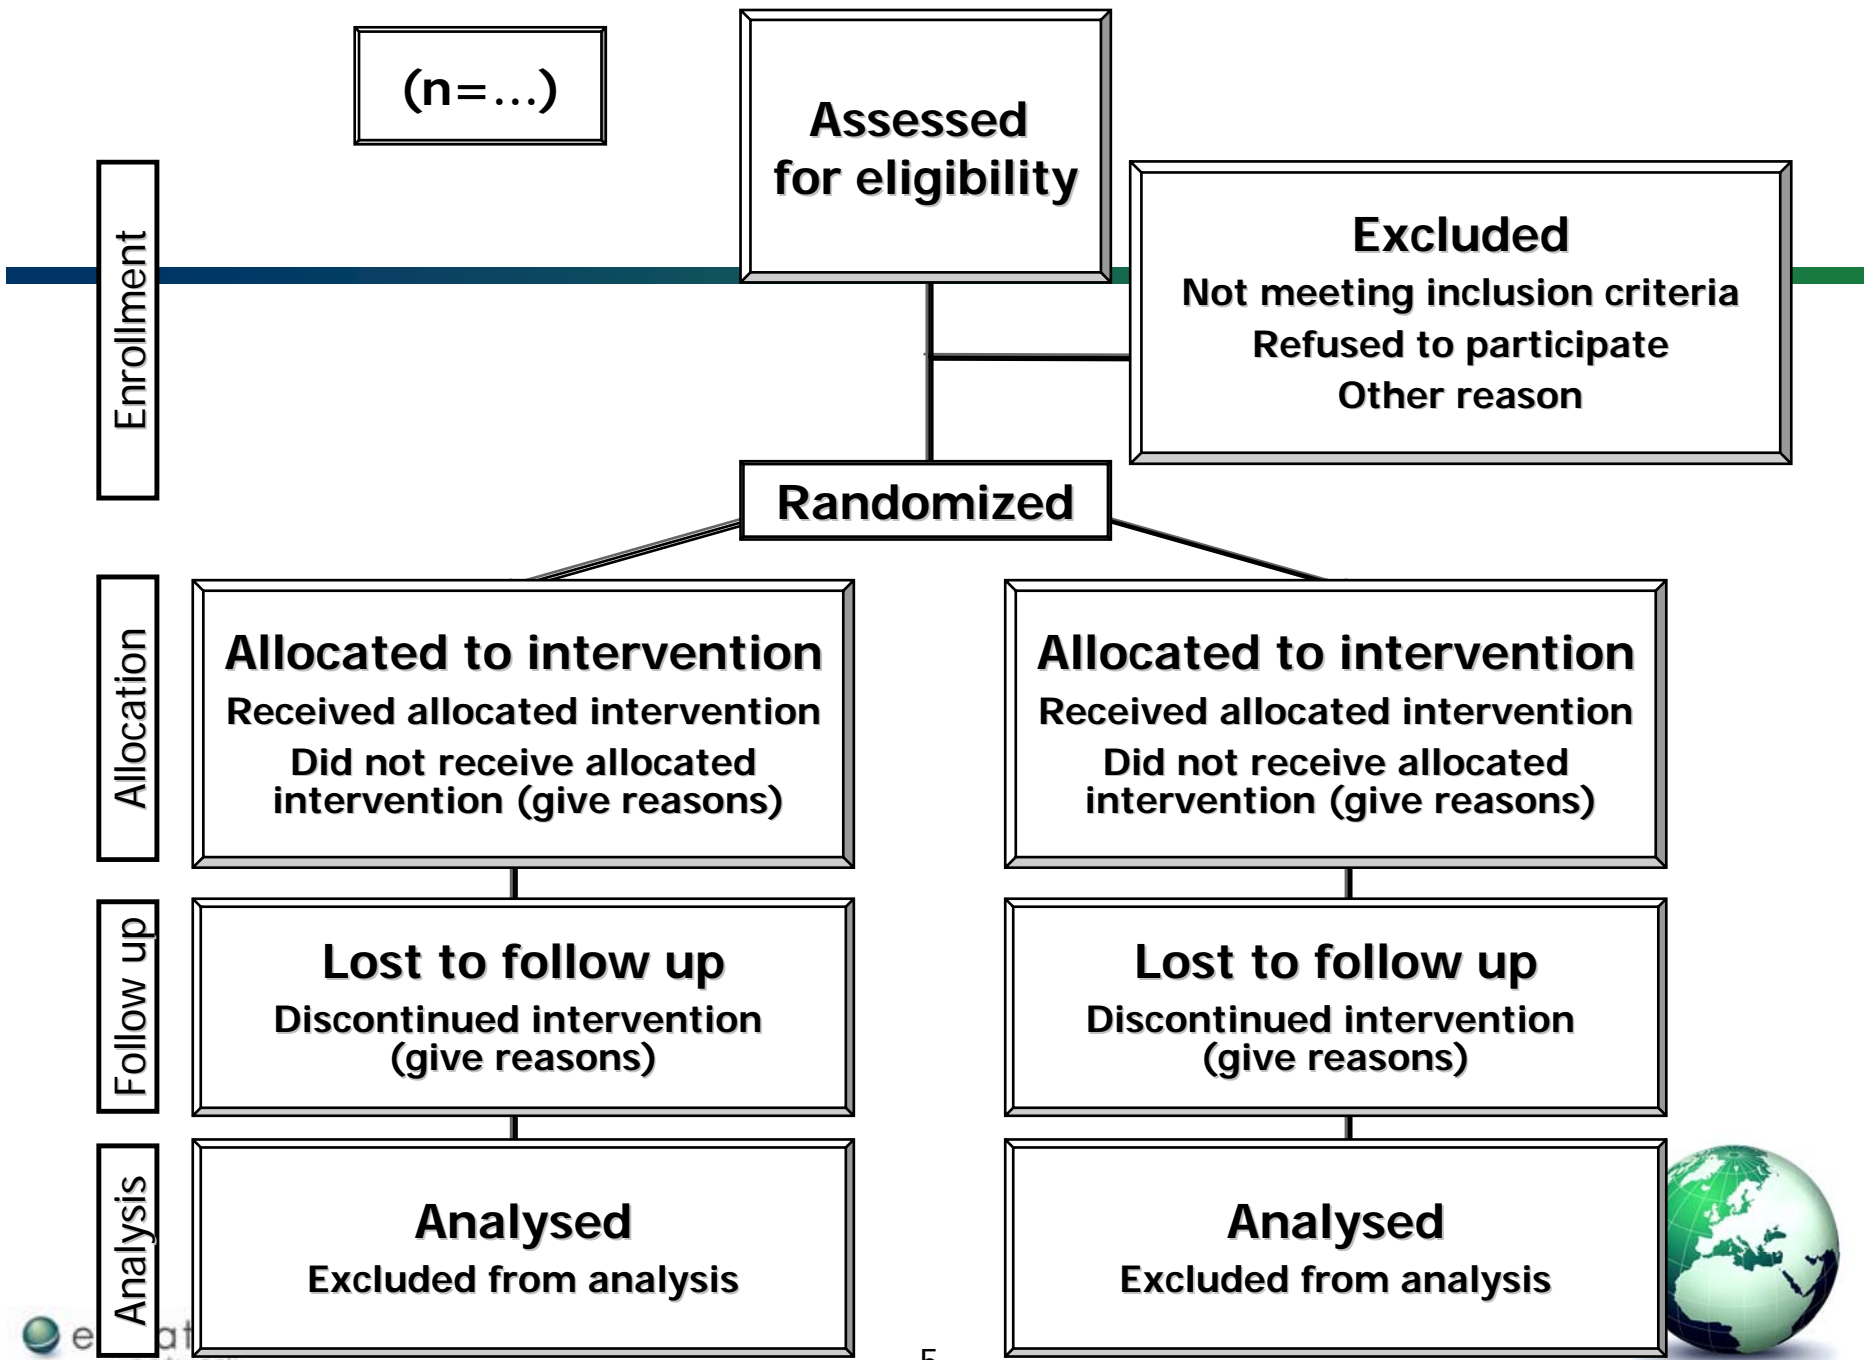 (n=...)
Assessed
for eligibility
Enrollment
Excluded
Not meeting inclusion criteria
Refused to participate
Other reason
Randomized
Allocation
Allocated to intervention
Received allocated intervention
Did not receive allocated
intervention (give reasons)
Allocated to intervention
Received allocated intervention
Did not receive allocated
intervention (give reasons)
Follow up
Lost to follow up
Discontinued intervention
(give reasons)
Lost to follow up
Discontinued intervention
(give reasons)
Analysis
Analysed
Excluded from analysis
Analysed
Excluded from analysis
5